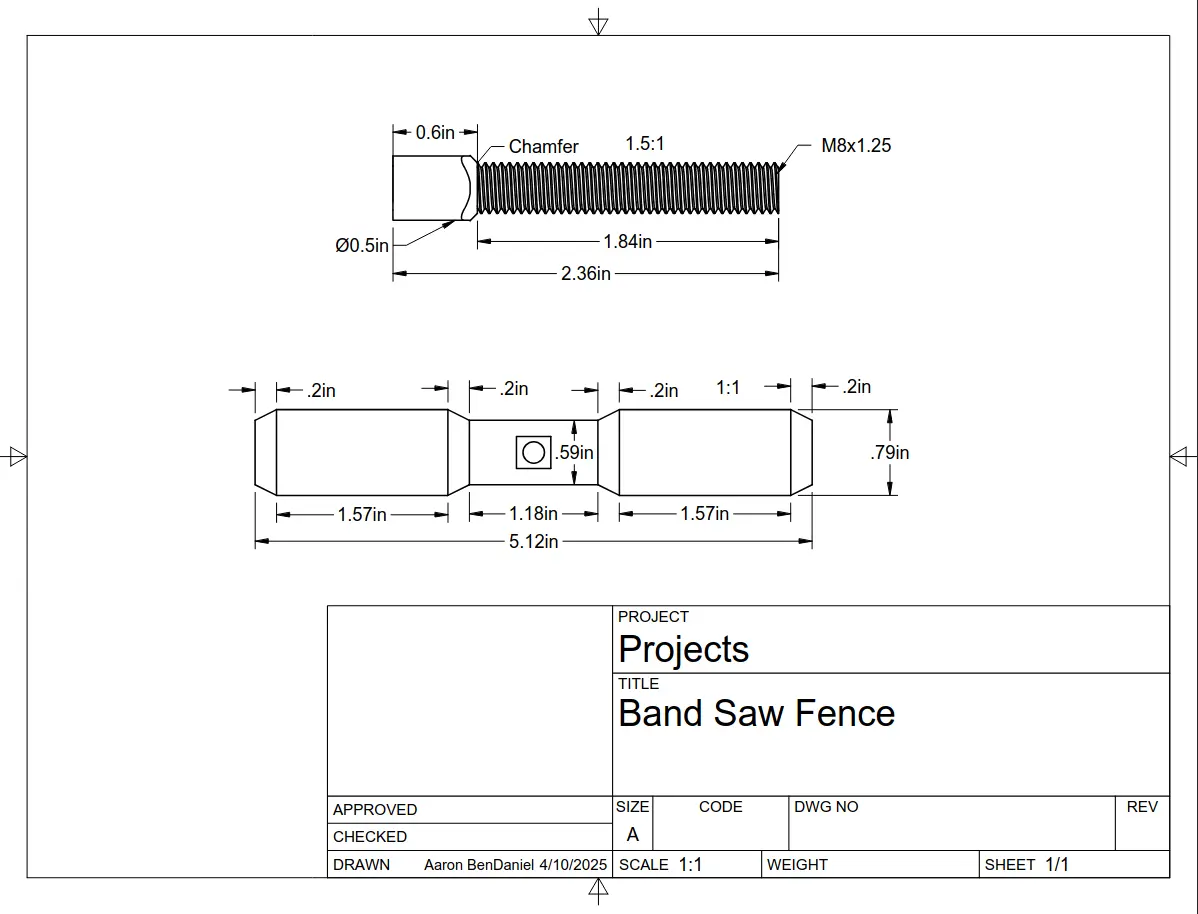 0.6in
Chamfer
1.5:1
M8x1.25
Ø0.5in
1.84in
2.36in
.2in
.2in
.2in
1:1
.2in
.59in
.79in
1.57in
1.18in
1.57in
5.12in
PROJECT
Projects
TITLE
Band Saw Fence
APPROVED
SIZE
CODE
DWG NO
REV
A
CHECKED
DRAWN Aaron BenDaniel 4/10/2025
SCALE 1:1
WEIGHT
SHEET 1/1